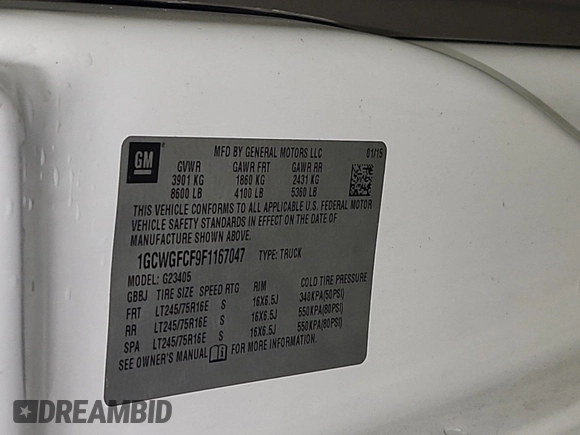 GM
MFD BY GENERAL MOTORS LLC 01/15
GVWR GAWR FRT GAWR RR
3901 KG 1860 KG 2431 KG
8600 LB 4100 LB 5360 LB
THIS VEHICLE CONFORMS TO ALL APPLICABLE U.S. FEDERAL MOTOR
VEHICLE SAFETY STANDARDS IN EFFECT ON THE DATE OF
MANUFACTURE SHOWN ABOVE.
1GCWGFCF9F1167047 TYPE: TRUCK
MODEL: G23405
GBBJ TIRE SIZE SPEED RTG RIM COLD TIRE PRESSURE
FRT LT245/75R16E S 16X6.5J 340KPA(50PSI)
RR LT245/75R16E S 16X6.5J 550KPA(80PSI)
SPA LT245/75R16E S 16X6.5J 550KPA(80PSI)
SEE OWNER'S MANUAL FOR MORE INFORMATION.
DREAMBID